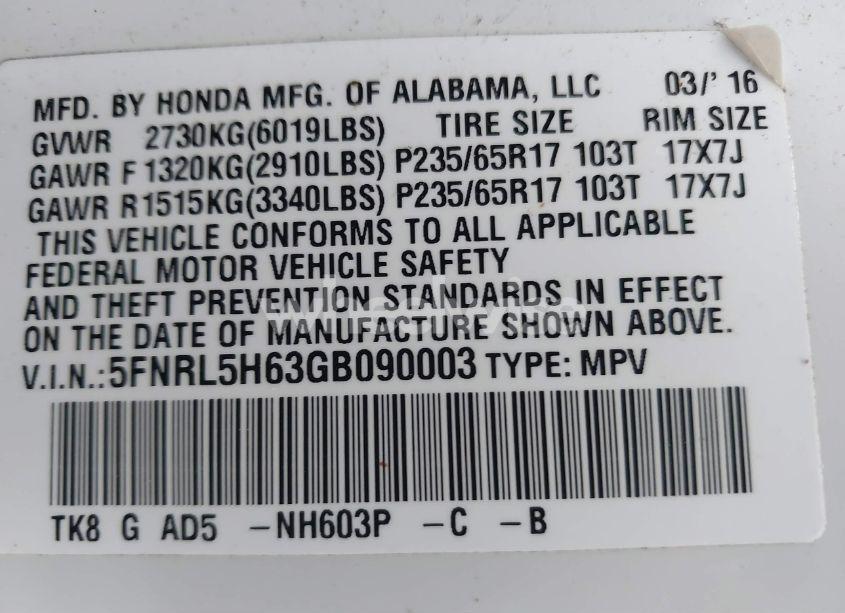 MFD. BY HONDA MFG. OF ALABAMA, LLC 03/' 16
GVWR 2730KG(6019LBS) TIRE SIZE RIM SIZE
GAWR F 1320KG(2910LBS) P235/65R17 103T 17X7J
GAWR R1515KG(3340LBS) P235/65R17 103T 17X7J
THIS VEHICLE CONFORMS TO ALL APPLICABLE
FEDERAL MOTOR VEHICLE SAFETY
AND THEFT PREVENTION STANDARDS IN EFFECT
ON THE DATE OF MANUFACTURE SHOWN ABOVE.
V.I.N.:5FNRL5H63GB090003 TYPE: MPV
TK8 G AD5 -NH603P -C -B